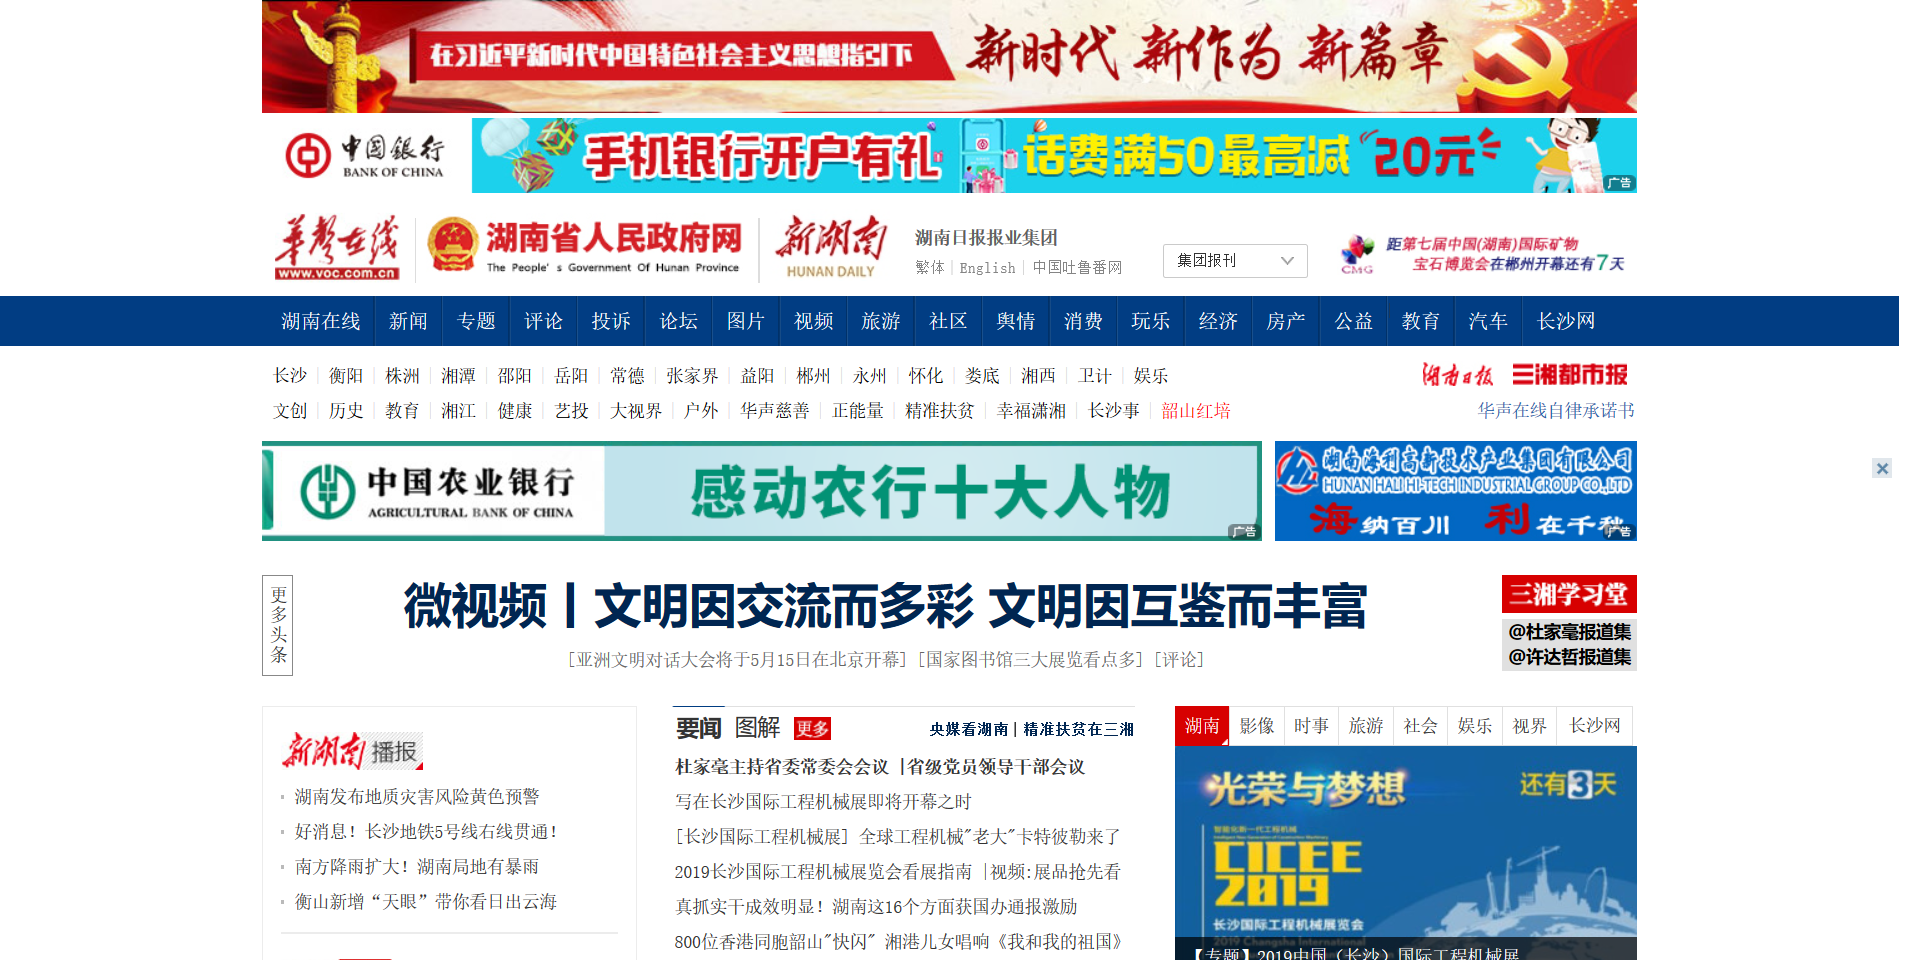 在习近平新时代中国特色社会主义思想指引下 新时代 新作为 新篇章
中国银行
BANK OF CHINA
手机银行开户有礼 话费满50最高减 20元
广告
华声在线
www.voc.com.cn
湖南省人民政府网
The People's Government Of Hunan Province
新湖南
HUNAN DAILY
湖南日报报业集团
繁体 English 中国吐鲁番网
集团报刊
CMG
距第七届中国(湖南)国际矿物
宝石博览会在郴州开幕还有7天
湖南在线 新闻 专题 评论 投诉 论坛 图片 视频 旅游 社区 舆情 消费 玩乐 经济 房产 公益 教育 汽车 长沙网
长沙 衡阳 株洲 湘潭 邵阳 岳阳 常德 张家界 益阳 郴州 永州 怀化 娄底 湘西 卫计 娱乐
湖南日报 三湘都市报
文创 历史 教育 湘江 健康 艺投 大视界 户外 华声慈善 正能量 精准扶贫 幸福潇湘 长沙事 韶山红培
华声在线自律承诺书
中国农业银行
AGRICULTURAL BANK OF CHINA
感动农行十大人物
广告
湖南海利高新技术产业集团有限公司
HUNAN HALI HI-TECH INDUSTRIAL GROUP CO.,LTD
海纳百川 利在千秋
广告
更多头条
微视频丨文明因交流而多彩 文明因互鉴而丰富
[亚洲文明对话大会将于5月15日在北京开幕] [国家图书馆三大展览看点多] [评论]
三湘学习堂
@杜家毫报道集
@许达哲报道集
新湖南 播报
湖南发布地质灾害风险黄色预警
好消息！长沙地铁5号线右线贯通！
南方降雨扩大！湖南局地有暴雨
衡山新增“天眼”带你看日出云海
要闻 图解 更多 央媒看湖南 | 精准扶贫在三湘
杜家毫主持省委常委会会议 |省级党员领导干部会议
写在长沙国际工程机械展即将开幕之时
[长沙国际工程机械展] 全球工程机械"老大"卡特彼勒来了
2019长沙国际工程机械展览会看展指南 |视频:展品抢先看
真抓实干成效明显！湖南这16个方面获国办通报激励
800位香港同胞韶山"快闪" 湘港儿女唱响《我和我的祖国》
湖南 影像 时事 旅游 社会 娱乐 视界 长沙网
光荣与梦想 还有3天
智能化新一代工程机械
CICEE
2019
长沙国际工程机械展览会
2019 Changsha International
【专题】2019中国（长沙）国际工程机械展